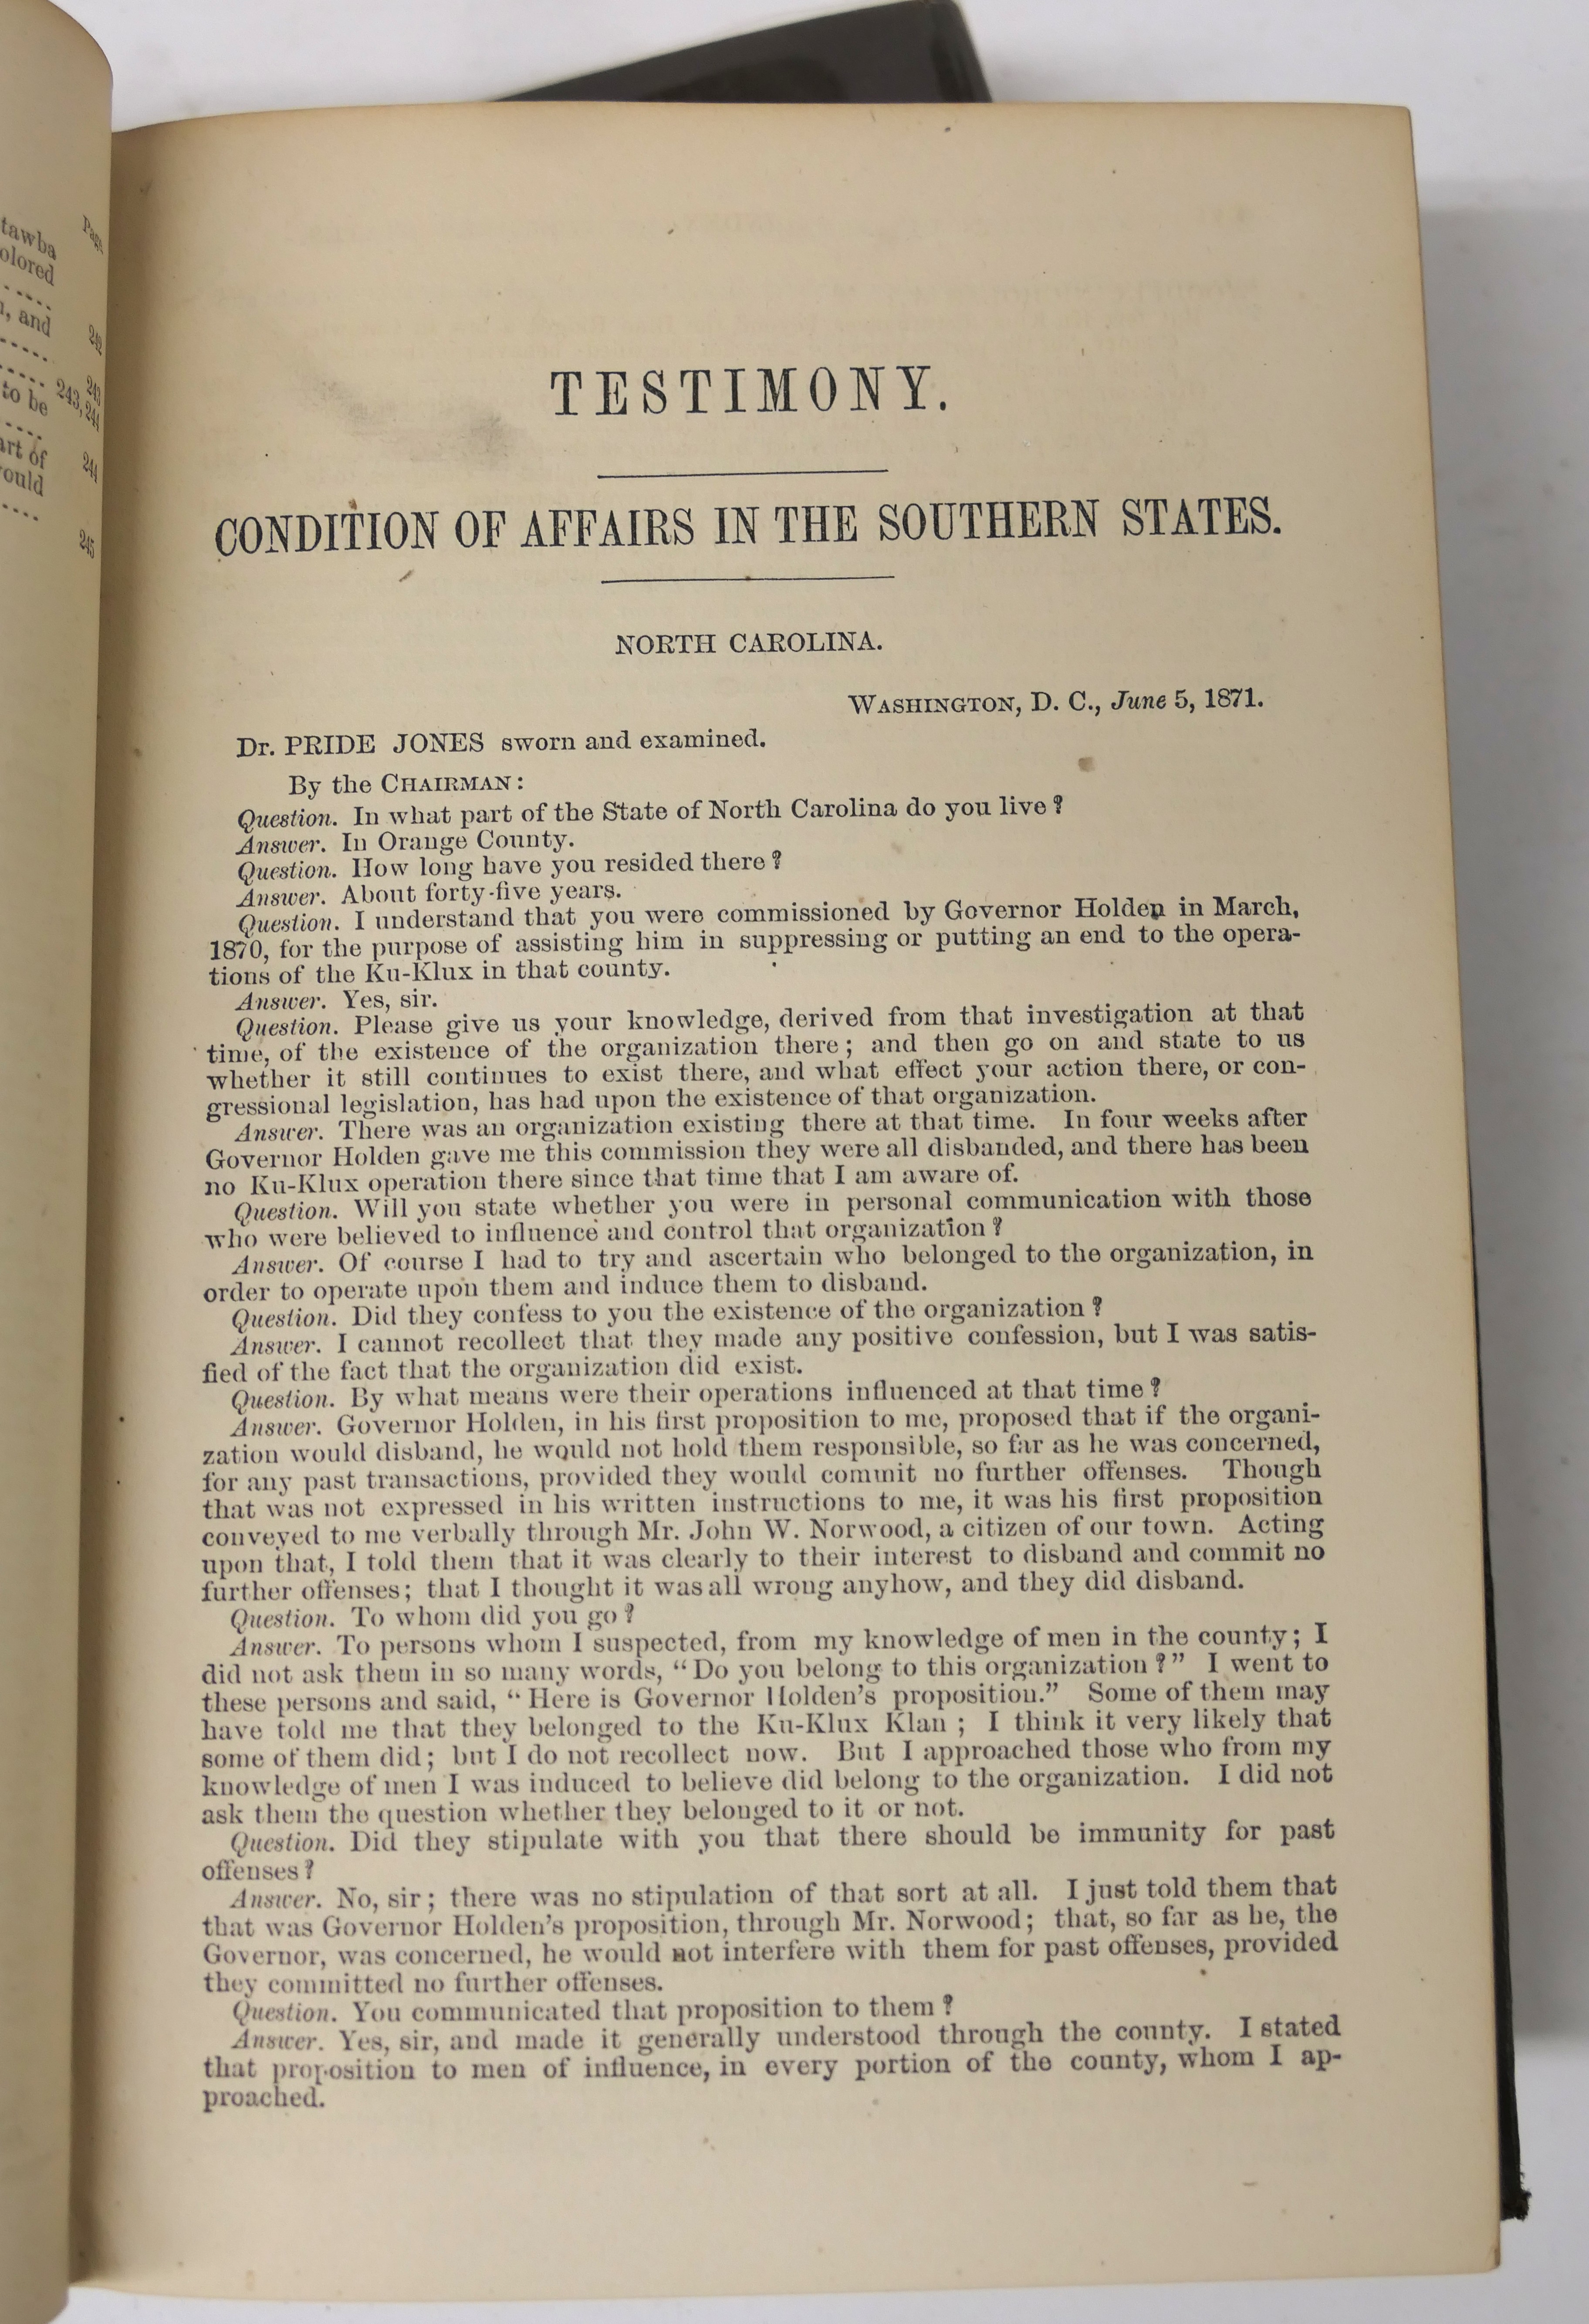 Page
tawba
olored
n, and
242
243
243, 244
to be
art of
244
ould
245
TESTIMONY.
CONDITION OF AFFAIRS IN THE SOUTHERN STATES.
NORTH CAROLINA.
WASHINGTON, D. C., June 5, 1871.
Dr. PRIDE JONES sworn and examined.
By the CHAIRMAN:
Question. In what part of the State of North Carolina do you live?
Answer. In Orange County.
Question. How long have you resided there?
Answer. About forty-five years.
Question. I understand that you were commissioned by Governor Holden in March,
1870, for the purpose of assisting him in suppressing or putting an end to the opera-
tions of the Ku-Klux in that county.
Answer. Yes, sir.
Question. Please give us your knowledge, derived from that investigation at that
time, of the existence of the organization there; and then go on and state to us
whether it still continues to exist there, and what effect your action there, or con-
gressional legislation, has had upon the existence of that organization.
Answer. There was an organization existing there at that time. In four weeks after
Governor Holden gave me this commission they were all disbanded, and there has been
no Ku-Klux operation there since that time that I am aware of.
Question. Will you state whether you were in personal communication with those
who were believed to influence and control that organization?
Answer. Of course I had to try and ascertain who belonged to the organization, in
order to operate upon them and induce them to disband.
Question. Did they confess to you the existence of the organization?
Answer. I cannot recollect that they made any positive confession, but I was satis-
fied of the fact that the organization did exist.
Question. By what means were their operations influenced at that time?
Answer. Governor Holden, in his first proposition to me, proposed that if the organi-
zation would disband, he would not hold them responsible, so far as he was concerned,
for any past transactions, provided they would commit no further offenses. Though
that was not expressed in his written instructions to me, it was his first proposition
conveyed to me verbally through Mr. John W. Norwood, a citizen of our town. Acting
upon that, I told them that it was clearly to their interest to disband and commit no
further offenses; that I thought it was all wrong anyhow, and they did disband.
Question. To whom did you go?
Answer. To persons whom I suspected, from my knowledge of men in the county; I
did not ask them in so many words, "Do you belong to this organization?" I went to
these persons and said, "Here is Governor Holden's proposition." Some of them may
have told me that they belonged to the Ku-Klux Klan; I think it very likely that
some of them did; but I do not recollect now. But I approached those who from my
knowledge of men I was induced to believe did belong to the organization. I did not
ask them the question whether they belonged to it or not.
Question. Did they stipulate with you that there should be immunity for past
offenses?
Answer. No, sir; there was no stipulation of that sort at all. I just told them that
that was Governor Holden's proposition, through Mr. Norwood; that, so far as he, the
Governor, was concerned, he would not interfere with them for past offenses, provided
they committed no further offenses.
Question. You communicated that proposition to them?
Answer. Yes, sir, and made it generally understood through the county. I stated
that proposition to men of influence, in every portion of the county, whom I ap-
proached.